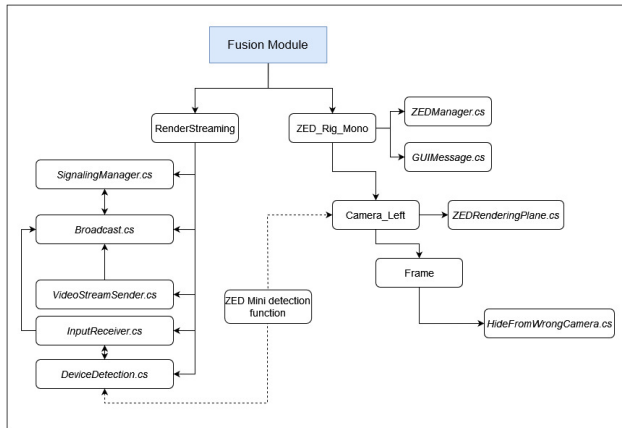 Fusion Module
RenderStreaming
ZED_Rig_Mono
ZEDManager.cs
GUIMessage.cs
SignalingManager.cs
Broadcast.cs
Camera_Left
ZEDRenderingPlane.cs
Frame
VideoStreamSender.cs
ZED Mini detection
function
InputReceiver.cs
HideFromWrongCamera.cs
DeviceDetection.cs